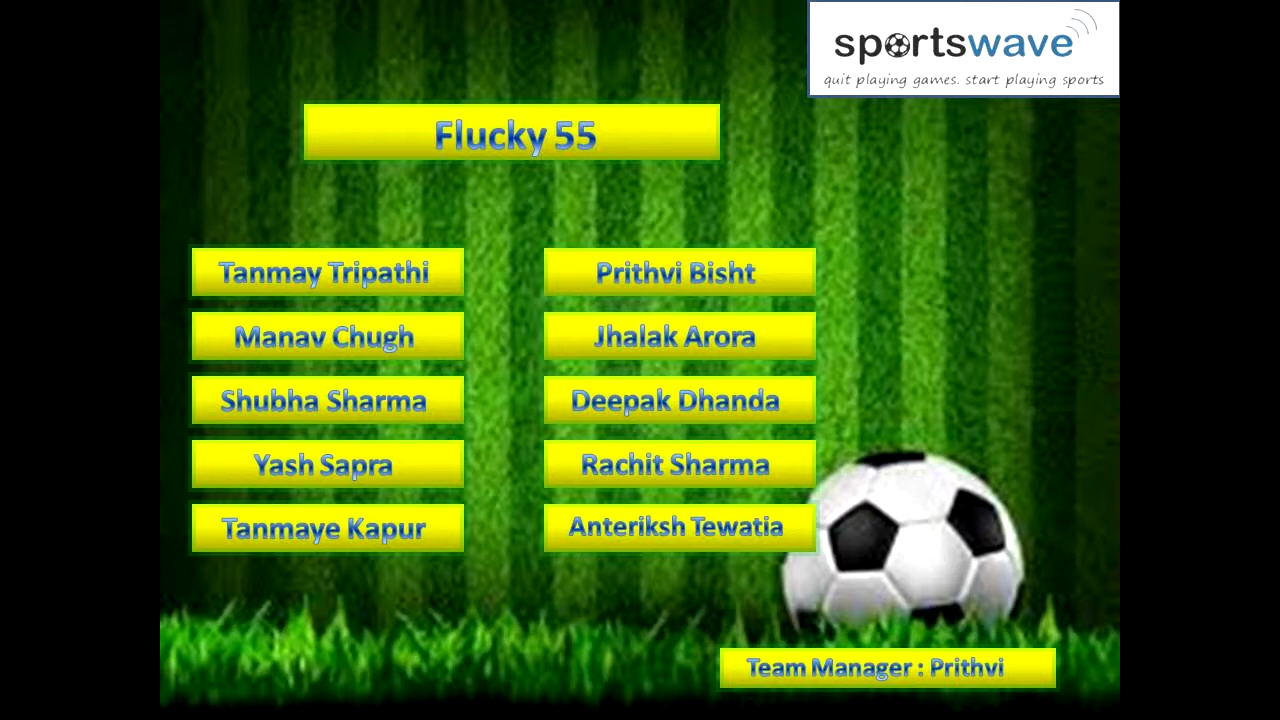 sportswave
quit playing games. start playing sports
Flucky 55
Tanmay Tripathi
Prithvi Bisht
Manav Chugh
Jhalak Arora
Shubha Sharma
Deepak Dhanda
Yash Sapra
Rachit Sharma
Tanmaye Kapur
Anteriksh Tewatia
Team Manager : Prithvi